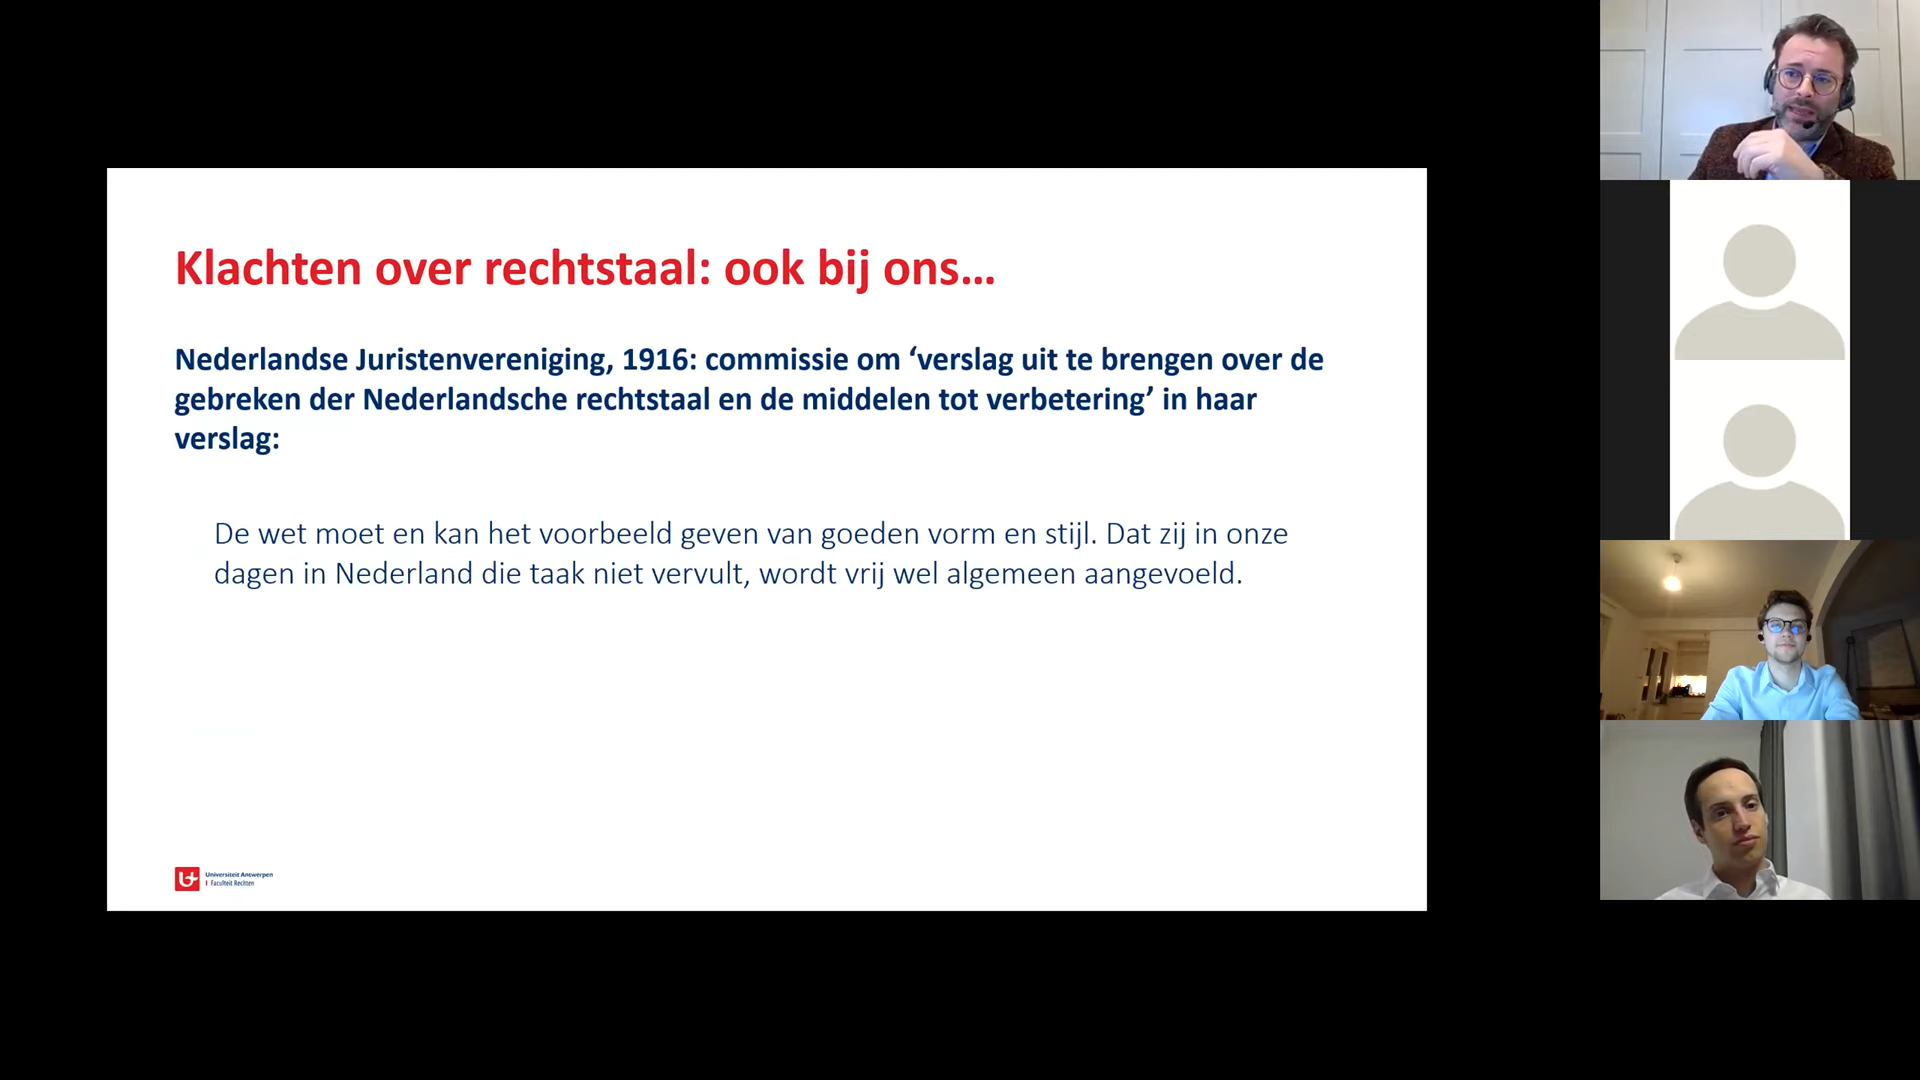 Klachten over rechtstaal: ook bij ons...
Nederlandse Juristenvereniging, 1916: commissie om ‘verslag uit te brengen over de
gebreken der Nederlandsche rechtstaal en de middelen tot verbetering’ in haar
verslag:
De wet moet en kan het voorbeeld geven van goeden vorm en stijl. Dat zij in onze
dagen in Nederland die taak niet vervult, wordt vrij wel algemeen aangevoeld.
Universiteit Antwerpen
I Faculteit Rechten